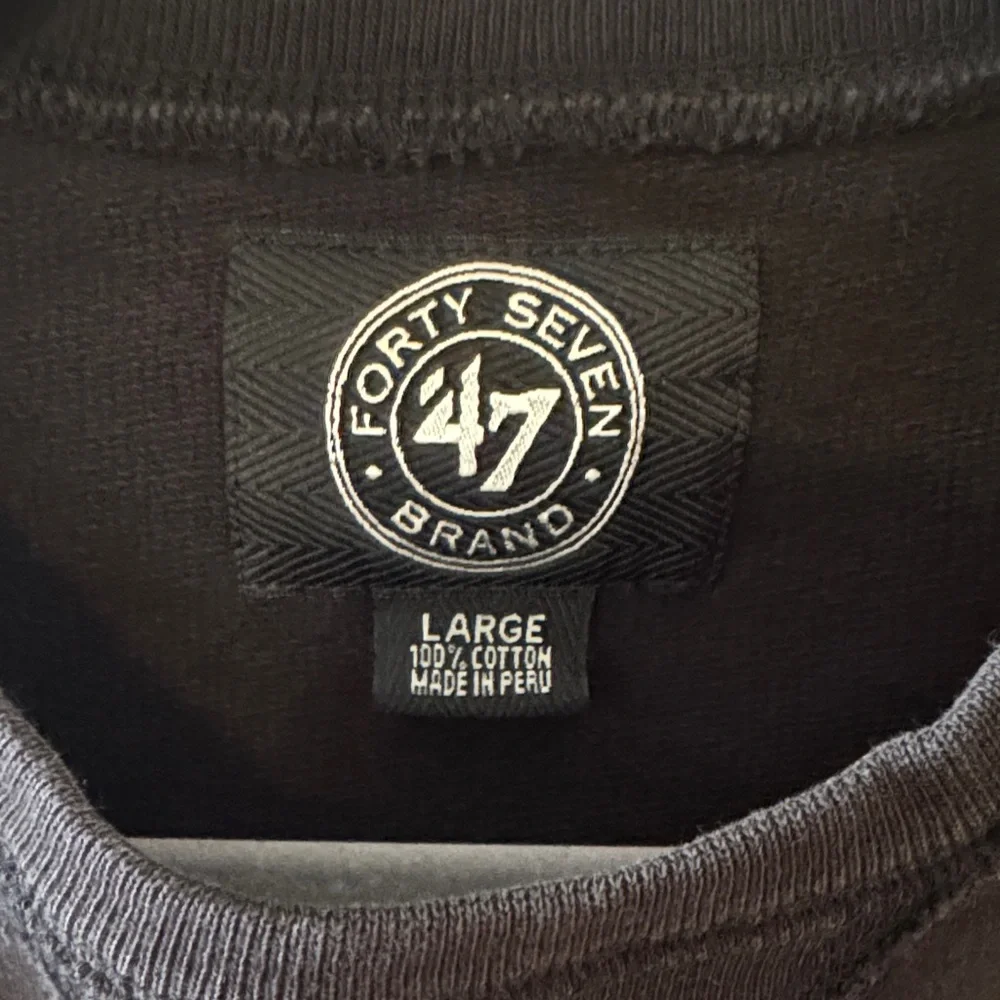 FORTY SEVEN
'47
BRAND
LARGE
100% COTTON
MADE IN PERU